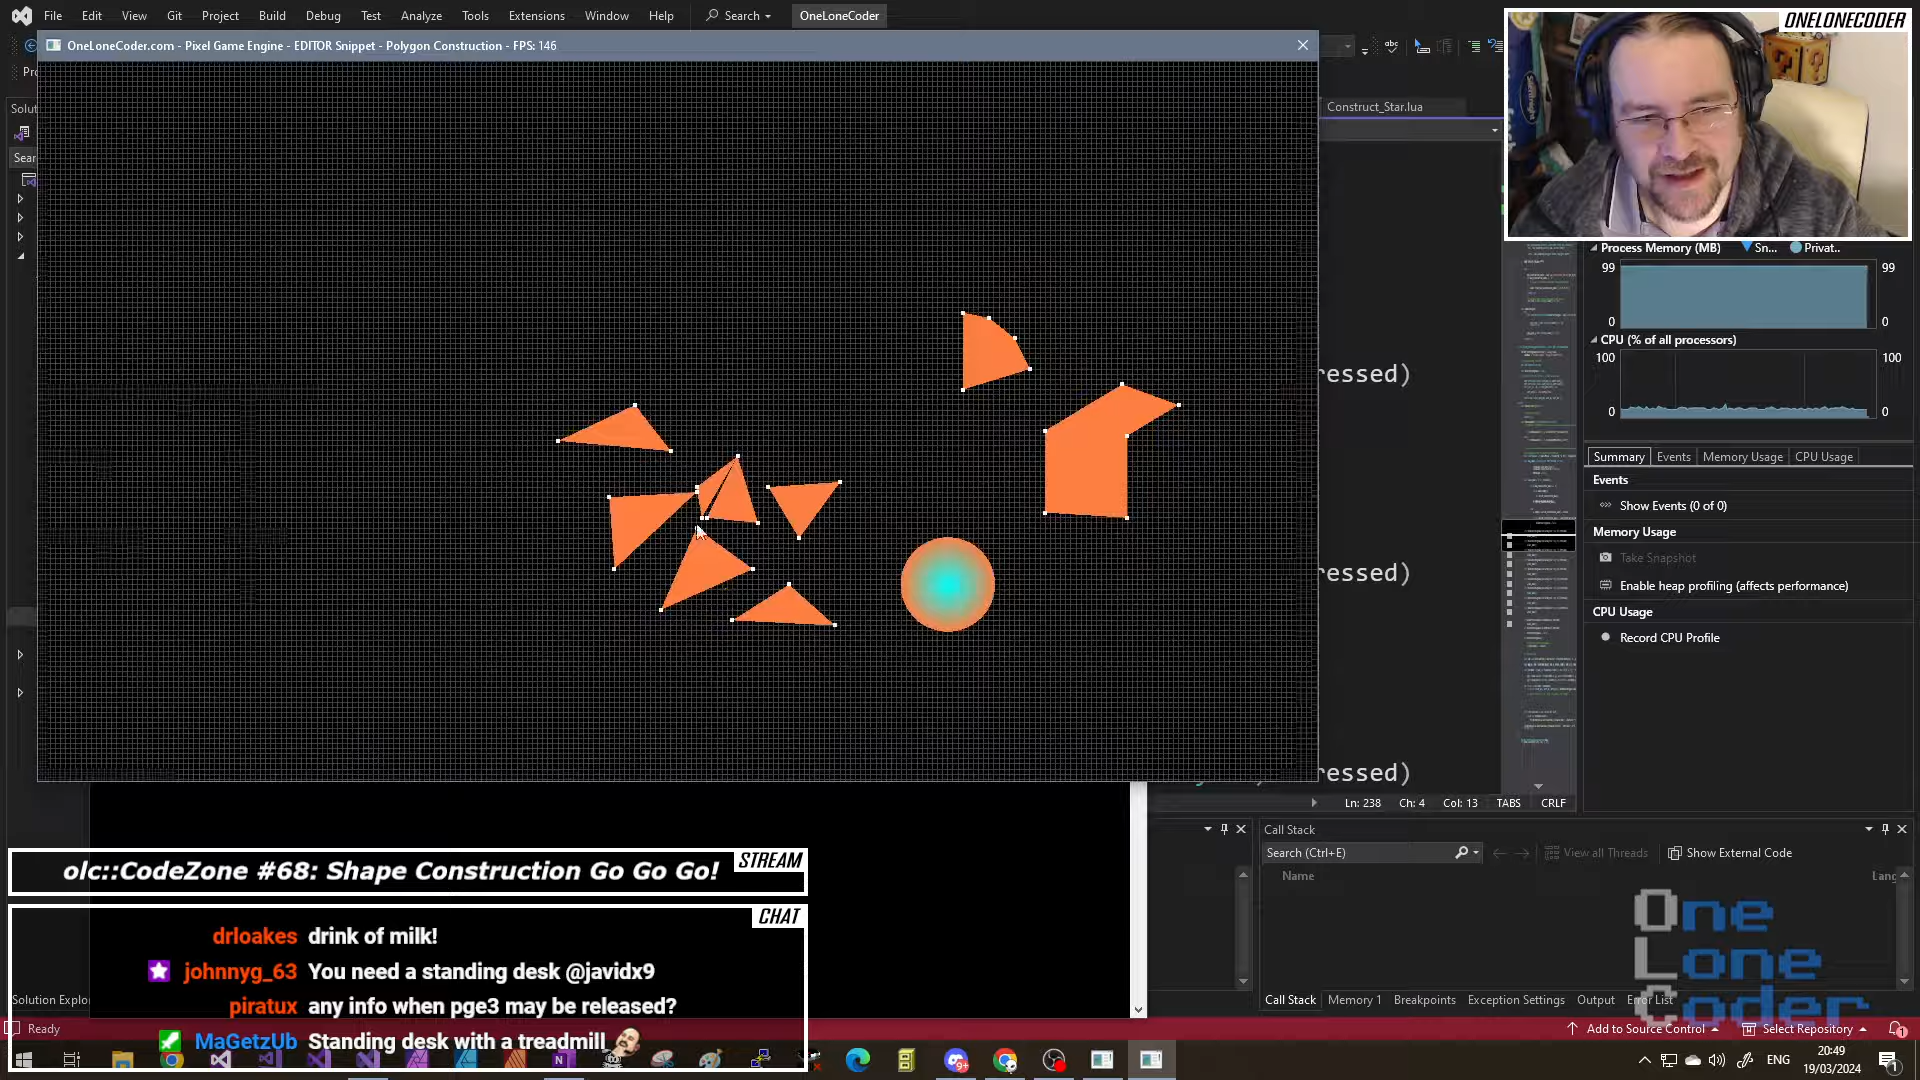 File Edit View Git Project Build Debug Test Analyze Tools Extensions Window Help Search OneLoneCoder
ONELONECODER
OneLoneCoder.com - Pixel Game Engine - EDITOR Snippet - Polygon Construction - FPS: 146
abc
Construct_Star.lua
Process Memory (MB) Sn... Privat..
99 99
0 0
CPU (% of all processors)
100 100
0 0
Summary Events Memory Usage CPU Usage
Events
Show Events (0 of 0)
Memory Usage
Take Snapshot
Enable heap profiling (affects performance)
CPU Usage
Record CPU Profile
ressed)
ressed)
ressed)
Ln: 238 Ch: 4 Col: 13 TABS CRLF
Call Stack
Search (Ctrl+E) View all Threads Show External Code
Name Lang
STREAM
olc::CodeZone #68: Shape Construction Go Go Go!
CHAT
drloakes drink of milk!
johnnyg_63 You need a standing desk @javidx9
piratux any info when pge3 may be released?
MaGetzUb Standing desk with a treadmill
One
Lone
Coder
Solution Explo
Call Stack Memory 1 Breakpoints Exception Settings Output Error List
Ready
Add to Source Control Select Repository
ENG
20:49
19/03/2024